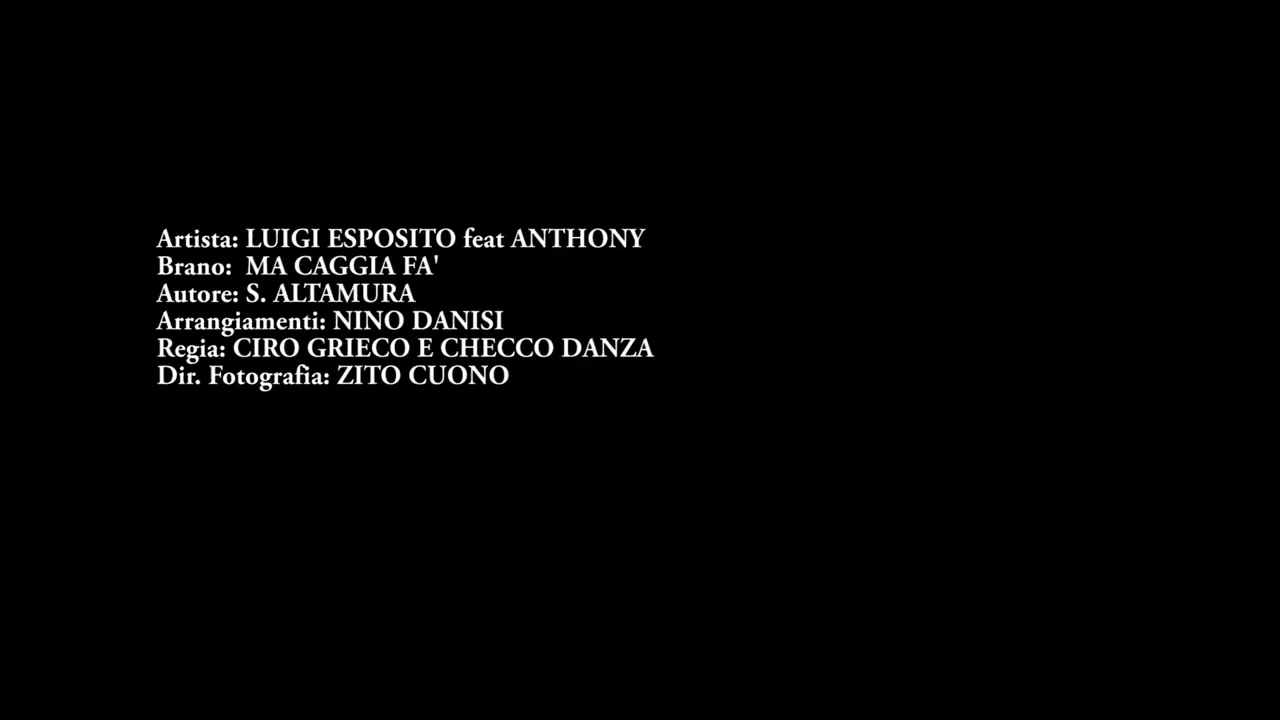 Artista: LUIGI ESPOSITO feat ANTHONY
Brano:  MA CAGGIA FA'
Autore: S. ALTAMURA
Arrangiamenti: NINO DANISI
Regia: CIRO GRIECO E CHECCO DANZA
Dir. Fotografia: ZITO CUONO